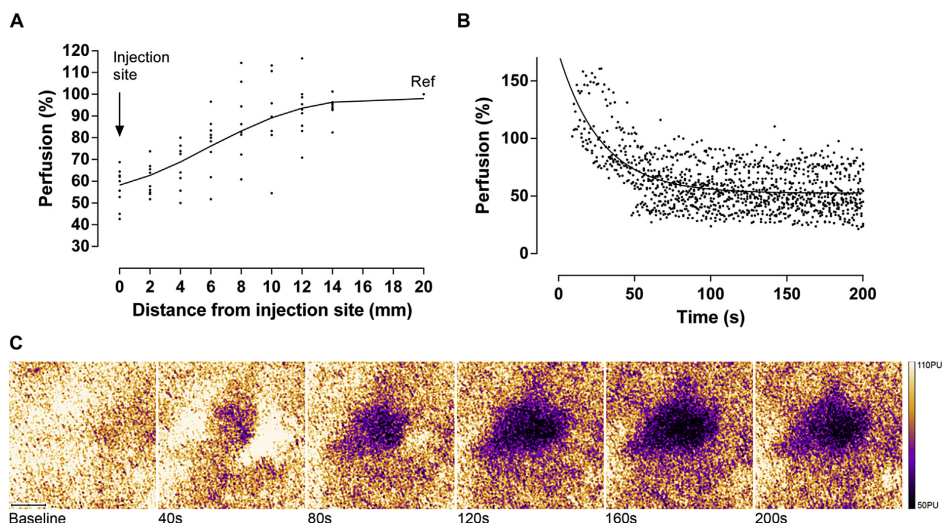 A
Perfusion (%)
120
110
100
90
80
70
60
50
40
30
Injection
site
Ref
0 2 4 6 8 10 12 14 16 18 20
Distance from injection site (mm)
B
Perfusion (%)
150
100
50
0
0 50 100 150 200
Time (s)
C
110PU
50PU
Baseline 40s 80s 120s 160s 200s